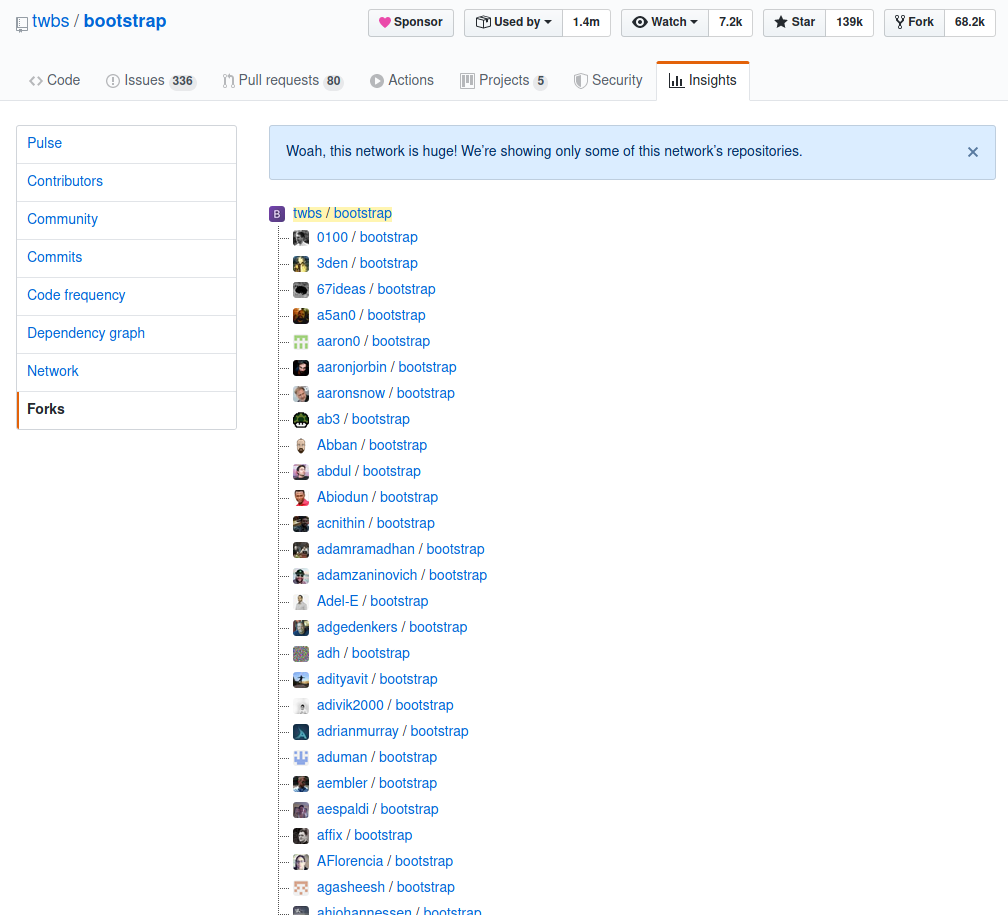 twbs / bootstrap
Sponsor Used by 1.4m Watch 7.2k Star 139k Fork 68.2k
Code Issues 336 Pull requests 80 Actions Projects 5 Security Insights
Pulse
Contributors
Community
Commits
Code frequency
Dependency graph
Network
Forks
Woah, this network is huge! We’re showing only some of this network’s repositories.
B twbs / bootstrap
0100 / bootstrap
3den / bootstrap
67ideas / bootstrap
a5an0 / bootstrap
aaron0 / bootstrap
aaronjorbin / bootstrap
aaronsnow / bootstrap
ab3 / bootstrap
Abban / bootstrap
abdul / bootstrap
Abiodun / bootstrap
acnithin / bootstrap
adamramadhan / bootstrap
adamzaninovich / bootstrap
Adel-E / bootstrap
adgedenkers / bootstrap
adh / bootstrap
adityavit / bootstrap
adivik2000 / bootstrap
adrianmurray / bootstrap
aduman / bootstrap
aembler / bootstrap
aespaldi / bootstrap
affix / bootstrap
AFlorencia / bootstrap
agasheesh / bootstrap
ahjohannessen / bootstrap